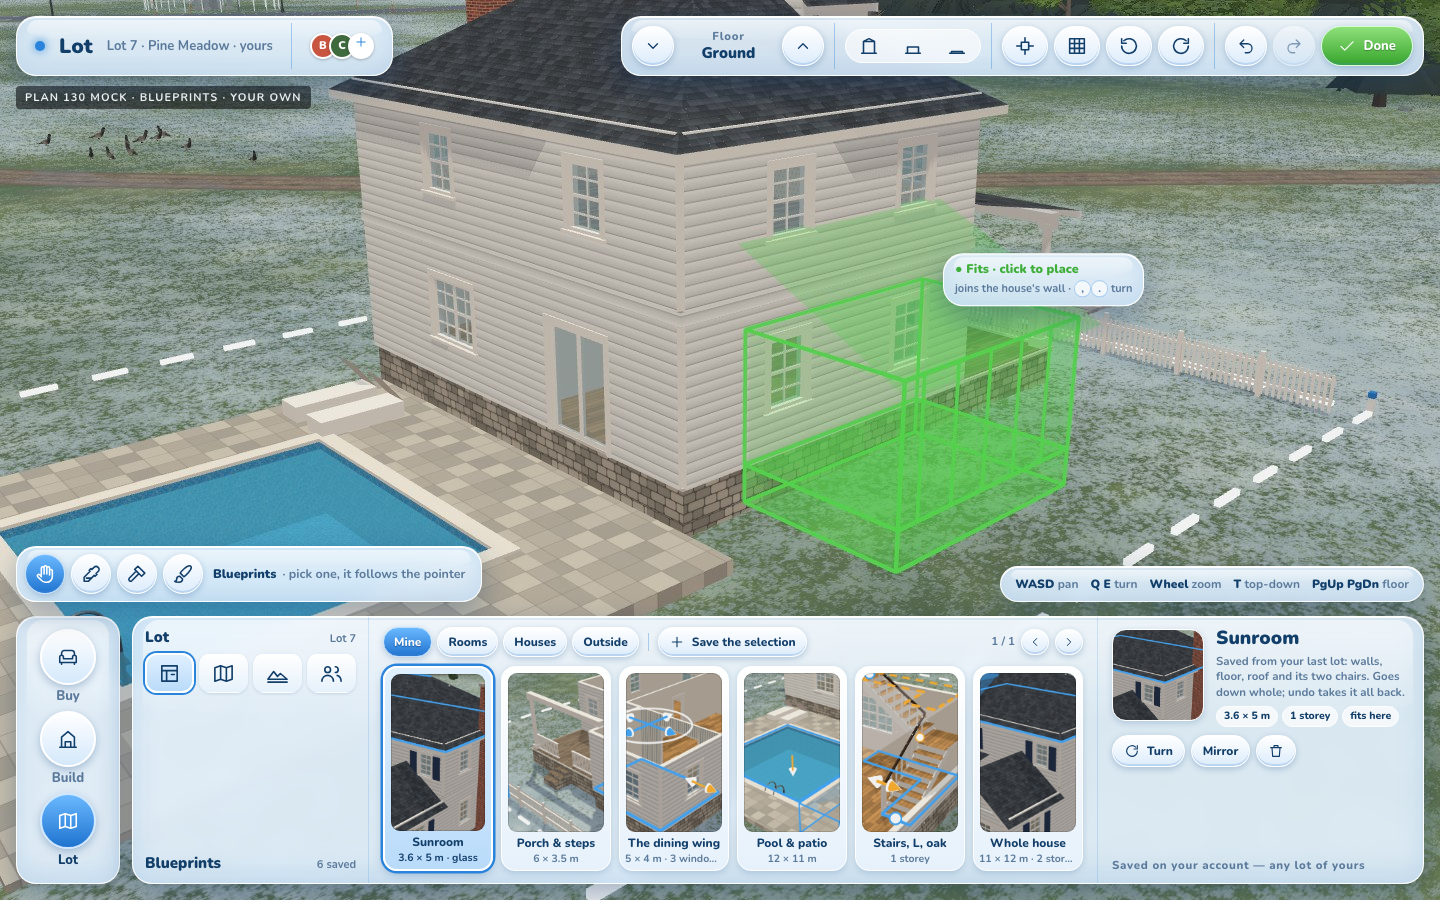 Lot
Lot 7 · Pine Meadow · yours
B
C
+
Floor
Ground
Done
PLAN 130 MOCK · BLUEPRINTS · YOUR OWN
Fits · click to place
joins the house's wall · , . turn
Blueprints · pick one, it follows the pointer
WASD pan Q E turn Wheel zoom T top-down PgUp PgDn floor
Buy
Build
Lot
Lot
Lot 7
Blueprints
6 saved
Mine
Rooms
Houses
Outside
Save the selection
1 / 1
Sunroom
3.6 × 5 m · glass
Porch & steps
6 × 3.5 m
The dining wing
5 × 4 m · 3 windo...
Pool & patio
12 × 11 m
Stairs, L, oak
1 storey
Whole house
11 × 12 m · 2 stor...
Sunroom
Saved from your last lot: walls,
floor, roof and its two chairs. Goes
down whole; undo takes it all back.
3.6 × 5 m
1 storey
fits here
Turn
Mirror
Saved on your account — any lot of yours